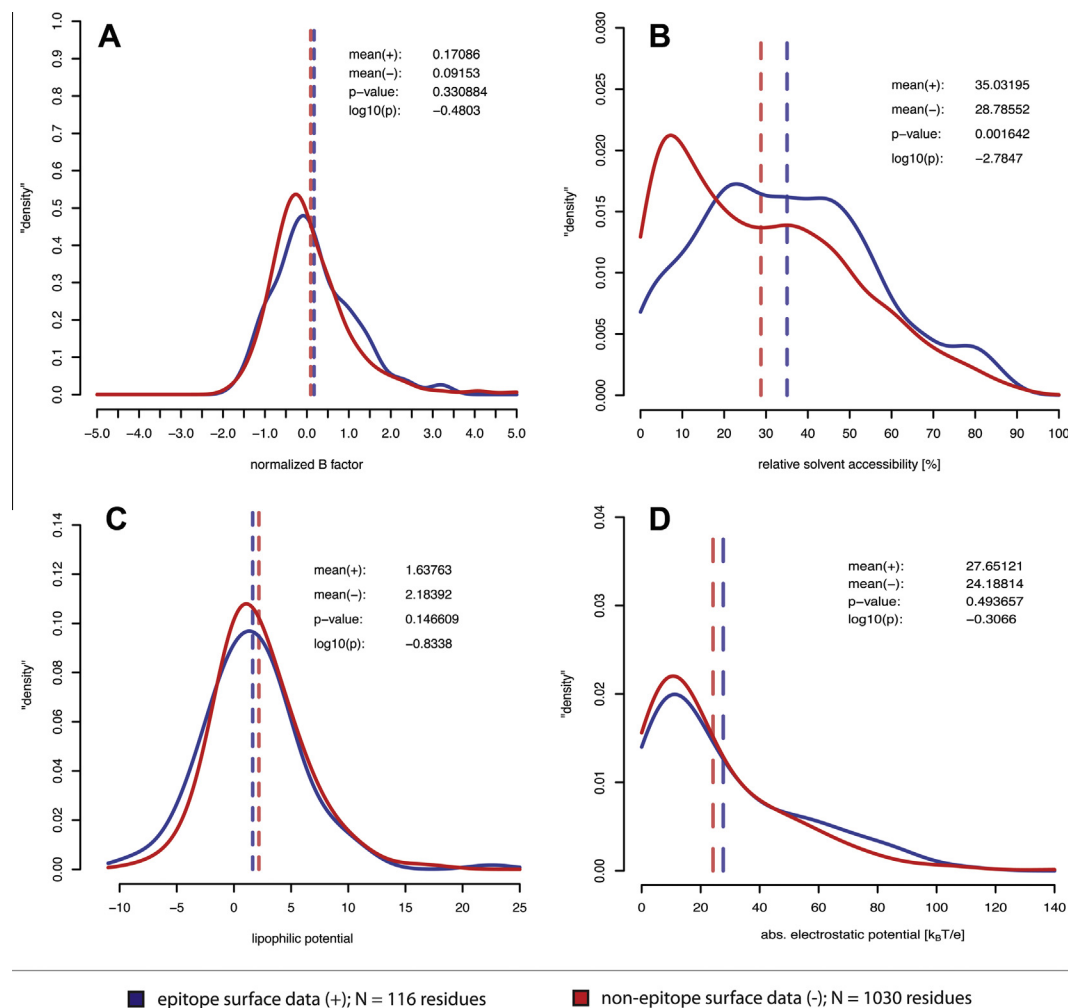 A
mean(+): 0.17086
mean(−): 0.09153
p−value: 0.330884
log10(p) −0.4803
"density"
0.0 0.1 0.2 0.3 0.4 0.5 0.6 0.7 0.8 0.9 1.0
−5.0 −3.0 −1.0 0.0 1.0 2.0 3.0 4.0 5.0
normalized B factor
B
mean(+): 35.03195
mean(−): 28.78552
p−value: 0.001642
log10(p) −2.7847
"density"
0.000 0.005 0.010 0.015 0.020 0.025 0.030
0 10 20 30 40 50 60 70 80 90 100
relative solvent accessibility [%]
C
mean(+): 1.63763
mean(−): 2.18392
p−value: 0.146609
log10(p) −0.8338
"density"
0.00 0.02 0.04 0.06 0.08 0.10 0.12 0.14
−10 −5 0 5 10 15 20 25
lipophilic potential
D
mean(+): 27.65121
mean(−): 24.18814
p−value: 0.493657
log10(p): −0.3066
"density"
0.00 0.01 0.02 0.03 0.04
0 20 40 60 80 100 120 140
abs. electrostatic potential [kBT/e]
epitope surface data (+); N = 116 residues
non-epitope surface data (-); N = 1030 residues